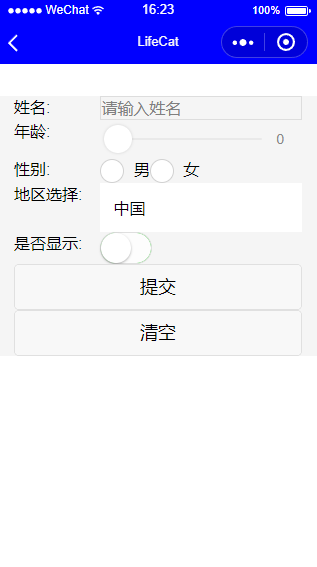 WeChat 16:23 100%
LifeCat
姓名: 请输入姓名
年龄: 0
性别: 男 女
地区选择: 中国
是否显示:
提交
清空